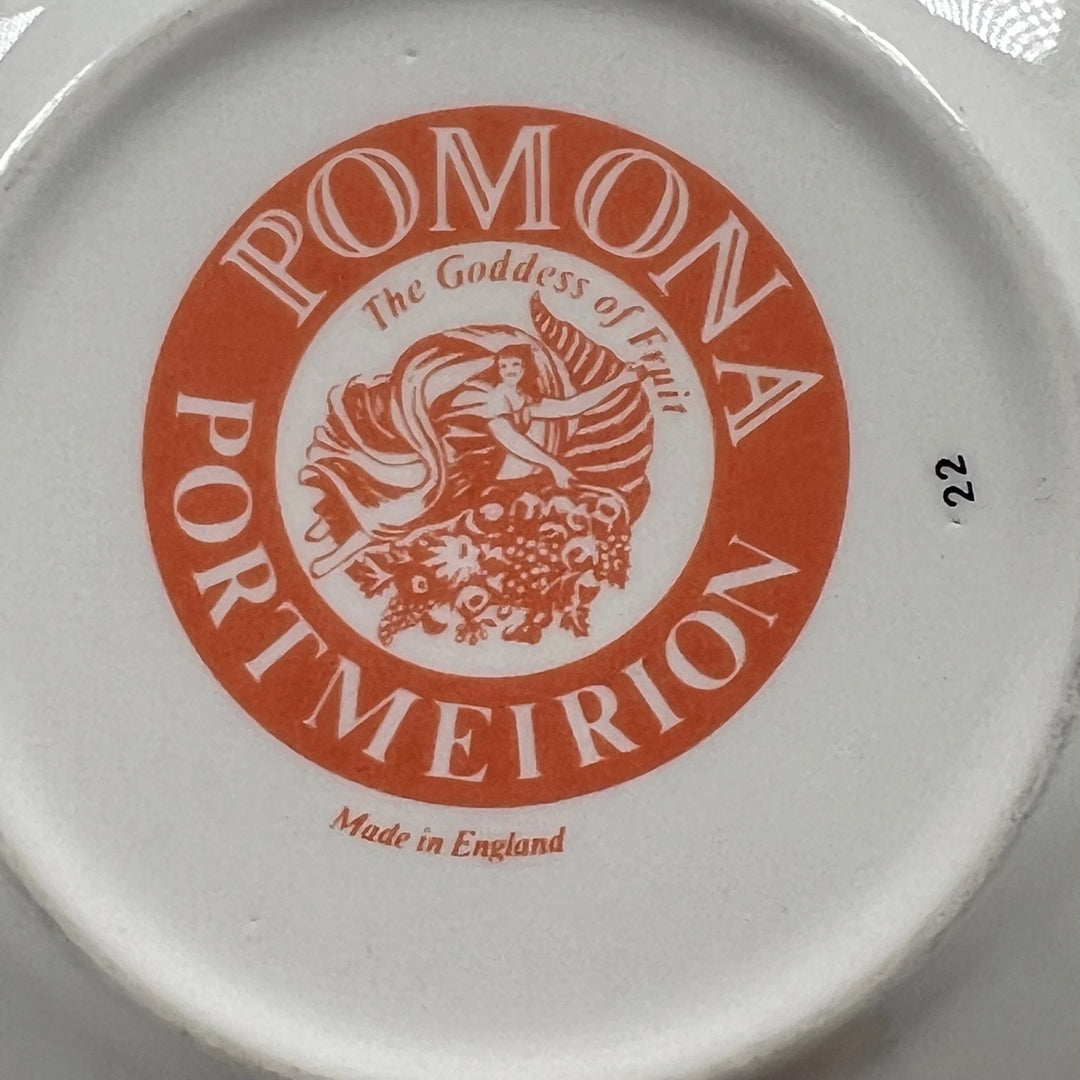 POMONA
The Goddess of Fruit
PORTMEIRION
Made in England
22